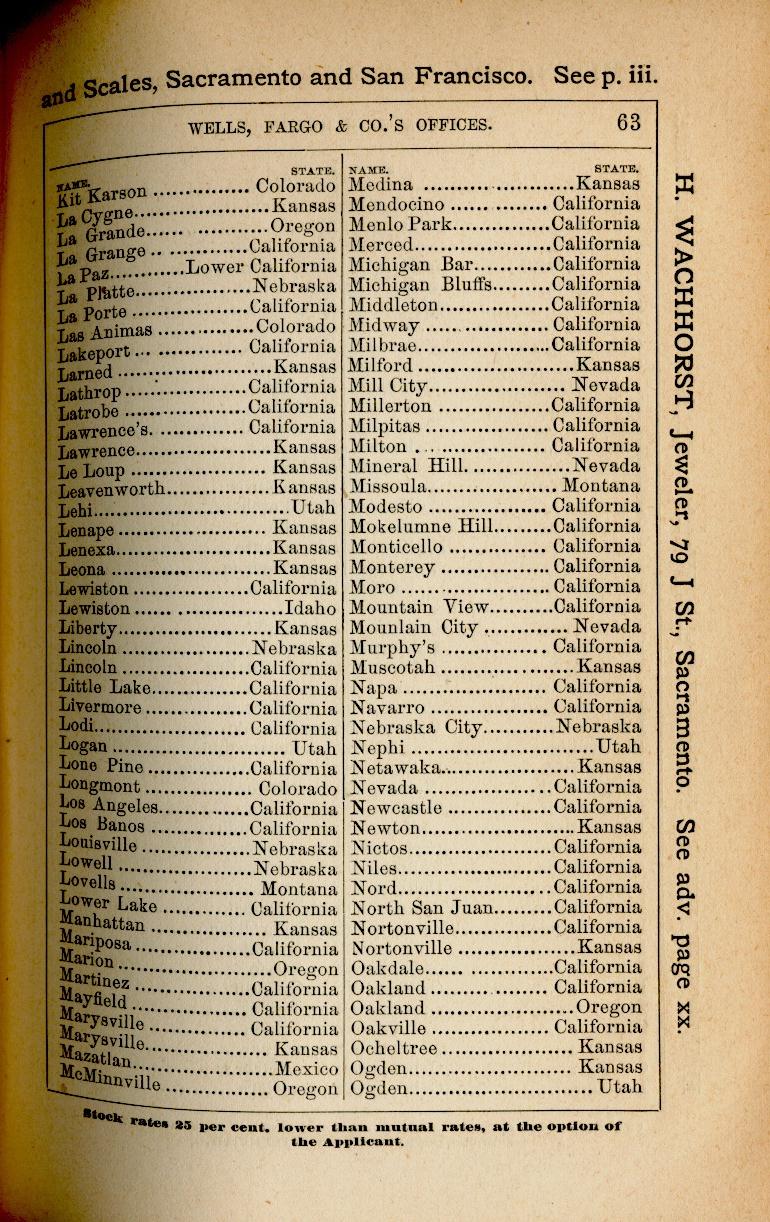 and Scales, Sacramento and San Francisco. See p. iii.
WELLS, FARGO & CO.'S OFFICES. 63
NAME. STATE.
Kit Karson ............... Colorado
La Cygne.....................Kansas
La Grande...... ...........Oregon
La Grange .. ............California
La Paz...........Lower California
La Platte.................Nebraska
La Porte ..................California
Las Animas ...............Colorado
Lakeport ... ............. California
Larned ........................Kansas
Lathrop ...................California
Latrobe ...................California
Lawrence's. ............. California
Lawrence.....................Kansas
Le Loup ..................... Kansas
Leavenworth................Kansas
Lehi...............................Utah
Lenape ........................ Kansas
Lenexa........................Kansas
Leona .........................Kansas
Lewiston ..................California
Lewiston ...... .................Idaho
Liberty........................Kansas
Lincoln ....................Nebraska
Lincoln ....................California
Little Lake...............California
Livermore ................California
Lodi........................ California
Logan ........................... Utah
Lone Pine ................California
Longmont ................. Colorado
Los Angeles..............California
Los Banos ................California
Louisville .................Nebraska
Lowell ......................Nebraska
Lovells ..................... Montana
Lower Lake ............. California
Manhattan .................. Kansas
Mariposa ..................California
Marion ........................Oregon
Martinez ..................California
Mayfield .................. California
Marysville ............... California
Marysville................... Kansas
Mazatlan......................Mexico
McMinnville ................ Oregon
NAME. STATE.
Medina ........................Kansas
Mendocino ...... ......... California
Menlo Park...............California
Merced.....................California
Michigan Bar............California
Michigan Bluffs.........California
Middleton.................California
Midway ................... California
Milbrae.....................California
Milford .........................Kansas
Mill City...................... Nevada
Millerton .................California
Milpitas ................... California
Milton . .. ................ California
Mineral Hill. ...............Nevada
Missoula.................... Montana
Modesto .................. California
Mokelumne Hill.........California
Monticello ............... California
Monterey .................California
Moro ....................... California
Mountain View..........California
Mounlain City ............. Nevada
Murphy's ................ California
Muscotah .....................Kansas
Napa ...................... California
Navarro .................. California
Nebraska City...........Nebraska
Nephi .............................Utah
Netawaka.....................Kansas
Nevada ....................California
Newcastle ................California
Newton........................Kansas
Nictos......................California
Niles........................California
Nord........................California
North San Juan.........California
Nortonville...............California
Nortonville ..................Kansas
Oakdale...... .............California
Oakland .................. California
Oakland .......................Oregon
Oakville .................. California
Ocheltree..................... Kansas
Ogden.......................... Kansas
Ogden............................ Utah
Stock rates 25 per cent. lower than mutual rates, at the option of
the Applicant.
H. WACHHORST, Jeweler, 79 J St., Sacramento. See adv. page xx.